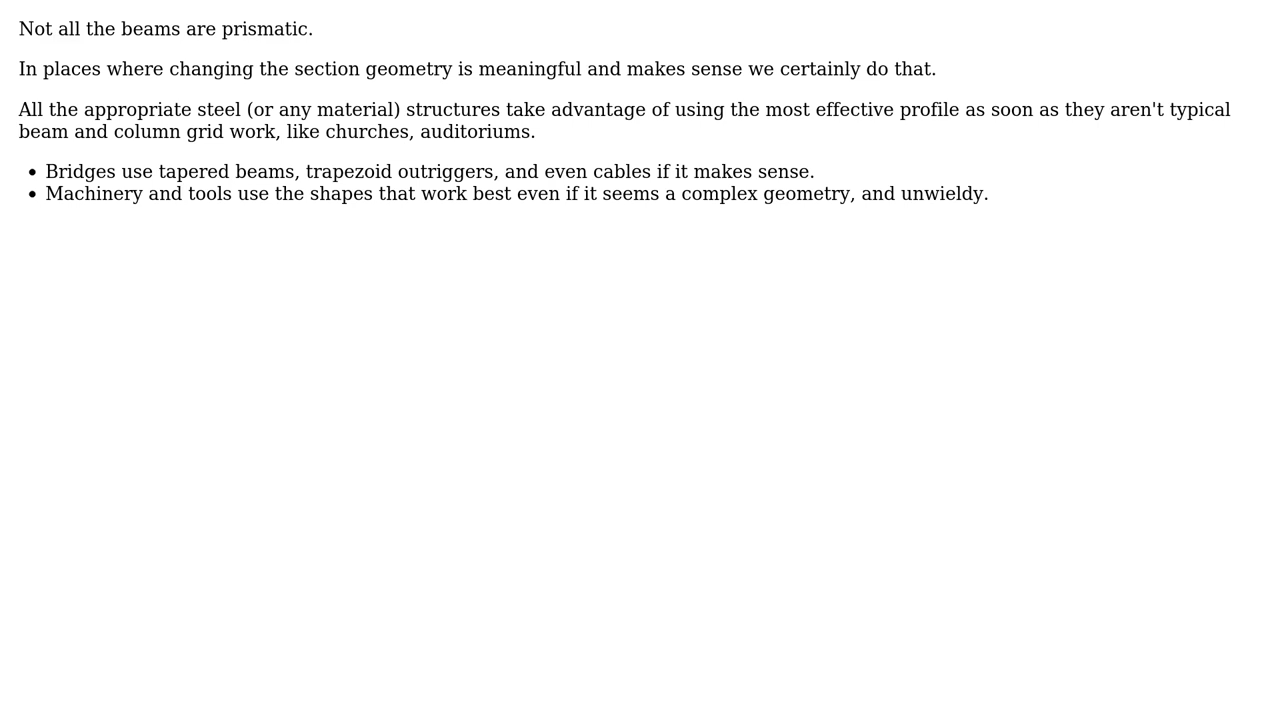 Not all the beams are prismatic.
In places where changing the section geometry is meaningful and makes sense we certainly do that.
All the appropriate steel (or any material) structures take advantage of using the most effective profile as soon as they aren't typical
beam and column grid work, like churches, auditoriums.
• Bridges use tapered beams, trapezoid outriggers, and even cables if it makes sense.
• Machinery and tools use the shapes that work best even if it seems a complex geometry, and unwieldy.